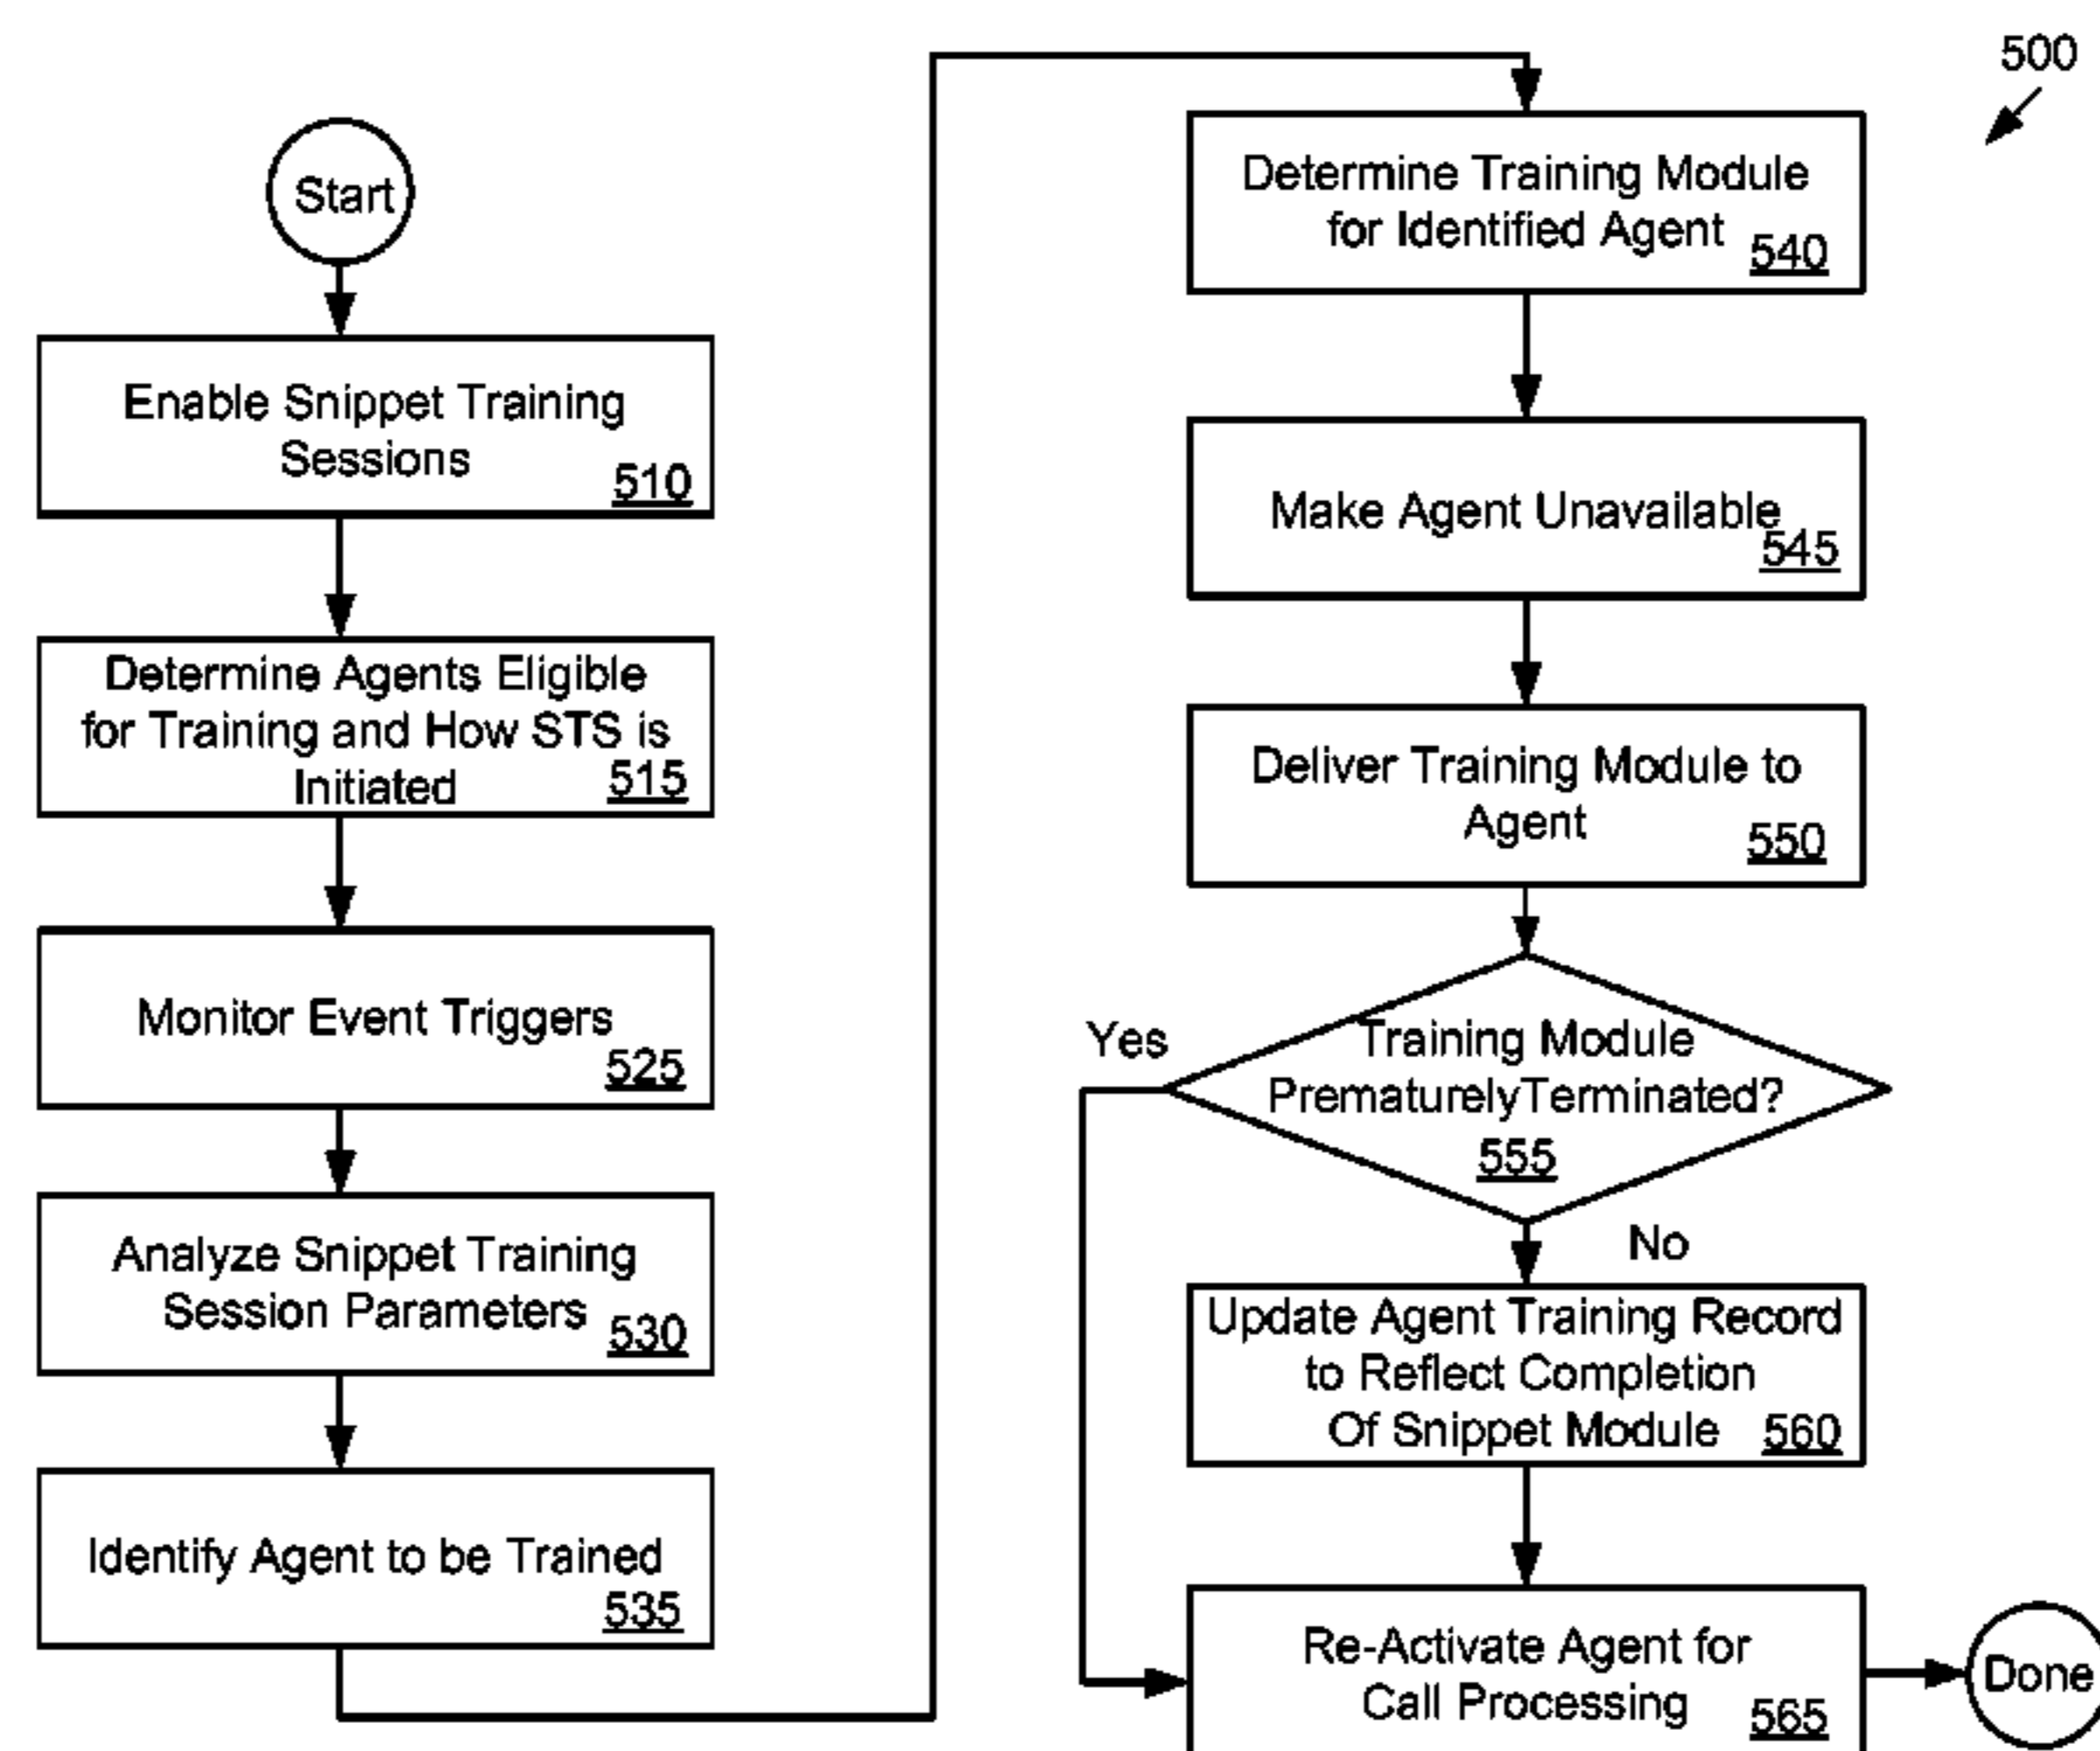 500
Start
Enable Snippet Training
Sessions
510
Determine Agents Eligible
for Training and How STS is
Initiated 515
Monitor Event Triggers
525
Analyze Snippet Training
Session Parameters 530
Identify Agent to be Trained
535
Determine Training Module
for Identified Agent
540
Make Agent Unavailable
545
Deliver Training Module to
Agent 550
Yes
Training Module
PrematurelyTerminated?
555
No
Update Agent Training Record
to Reflect Completion
Of Snippet Module 560
Re-Activate Agent for
Call Processing 565
Done